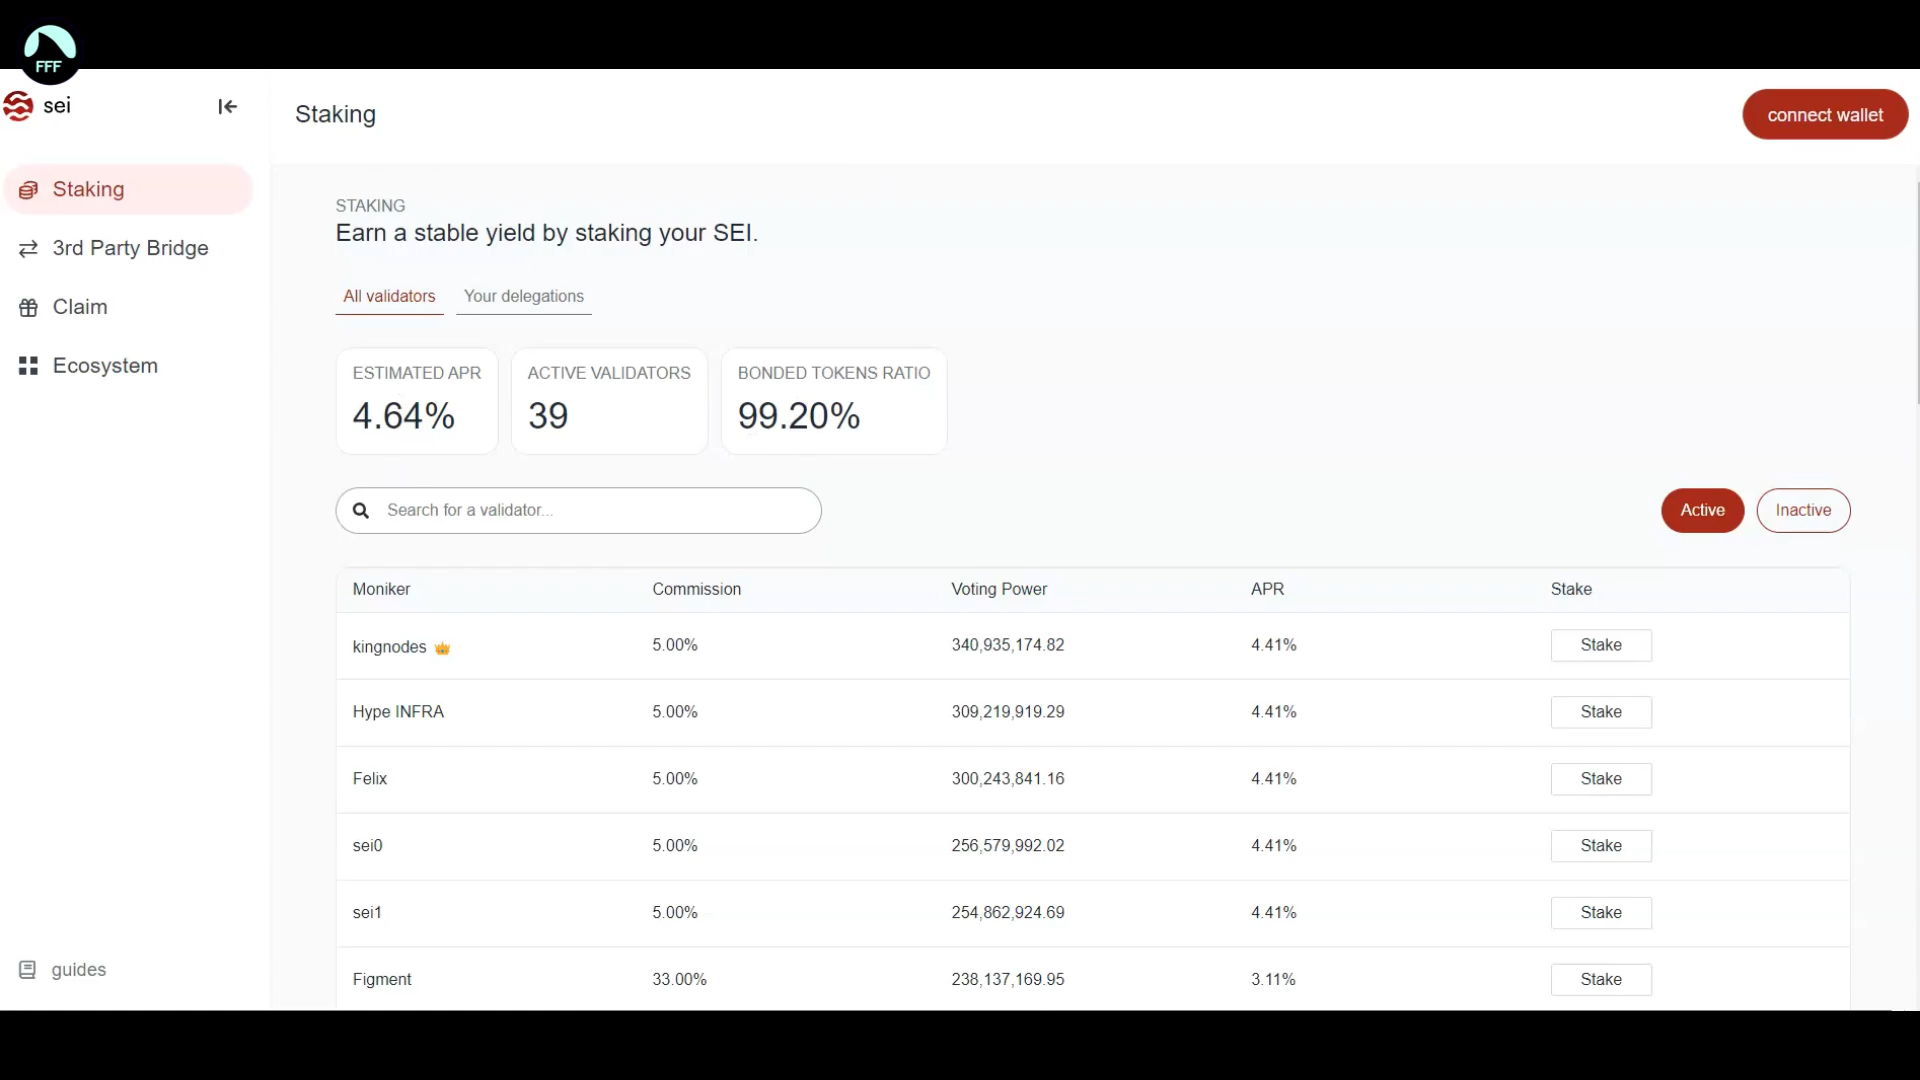 FFF
sei
Staking
connect wallet
Staking
3rd Party Bridge
Claim
Ecosystem
guides
STAKING
Earn a stable yield by staking your SEI.
All validators Your delegations
ESTIMATED APR ACTIVE VALIDATORS BONDED TOKENS RATIO
4.64% 39 99.20%
Search for a validator... Active Inactive
Moniker Commission Voting Power APR Stake
kingnodes 5.00% 340,935,174.82 4.41% Stake
Hype INFRA 5.00% 309,219,919.29 4.41% Stake
Felix 5.00% 300,243,841.16 4.41% Stake
sei0 5.00% 256,579,992.02 4.41% Stake
sei1 5.00% 254,862,924.69 4.41% Stake
Figment 33.00% 238,137,169.95 3.11% Stake